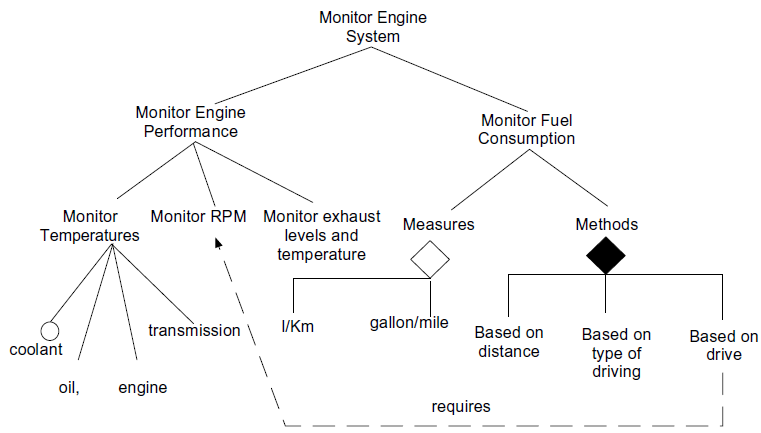 Monitor Engine
System
Monitor Engine
Performance
Monitor Fuel
Consumption
Monitor
Temperatures
Monitor RPM
Monitor exhaust
levels and
temperature
Measures
Methods
coolant
oil,
engine
transmission
l/Km
gallon/mile
Based on
distance
Based on
type of
driving
Based on
drive
requires